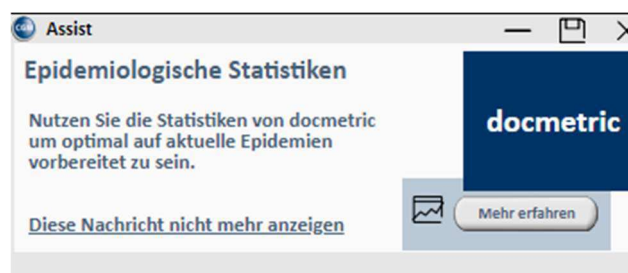 CGM Assist
Epidemiologische Statistiken
Nutzen Sie die Statistiken von docmetric
um optimal auf aktuelle Epidemien
vorbereitet zu sein.
docmetric
Mehr erfahren
Diese Nachricht nicht mehr anzeigen